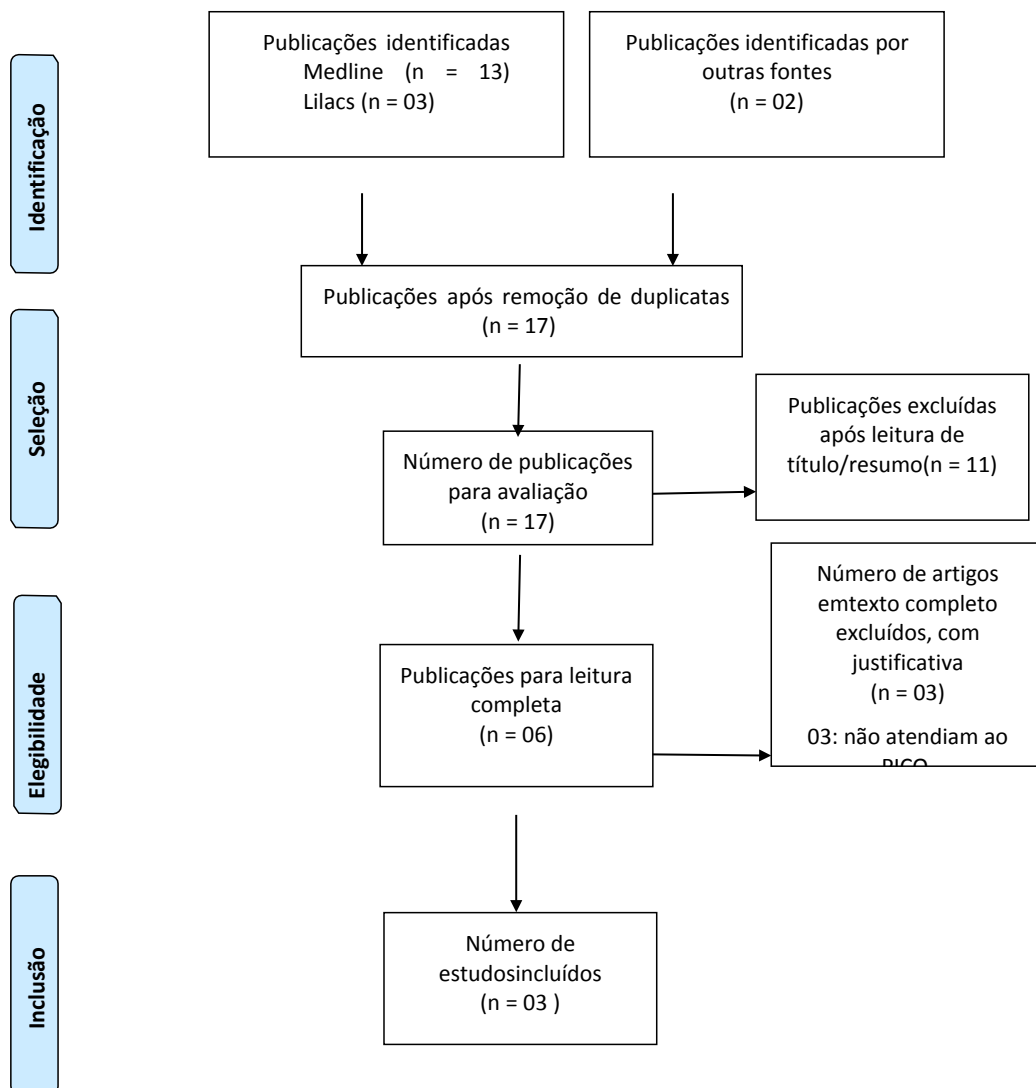 Identificação
Publicações identificadas
Medline (n = 13)
Lilacs (n = 03)
Publicações identificadas por
outras fontes
(n = 02)
Publicações após remoção de duplicatas
(n = 17)
Seleção
Número de publicações
para avaliação
(n = 17)
Publicações excluídas
após leitura de
título/resumo(n = 11)
Elegibilidade
Publicações para leitura
completa
(n = 06)
Número de artigos
emtexto completo
excluídos, com
justificativa
(n = 03)
03: não atendiam ao
PICO
Inclusão
Número de
estudosincluídos
(n = 03 )